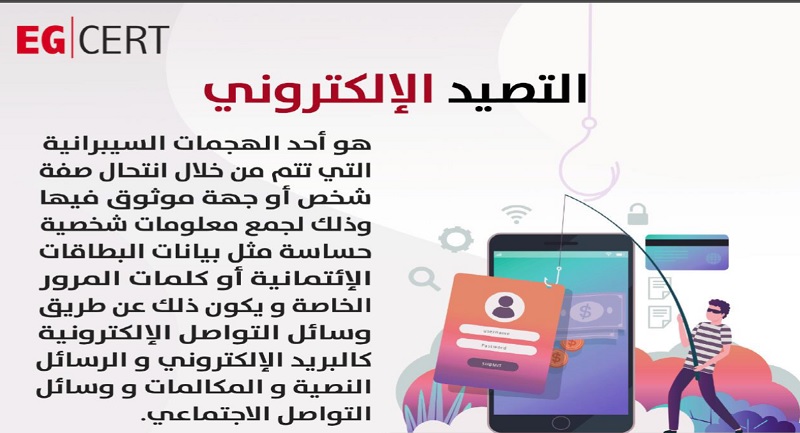 EG|CERT
التصيد الإلكتروني
هو أحد الهجمات السيبرانية
التي تتم من خلال انتحال صفة
شخص أو جهة موثوق فيها
وذلك لجمع معلومات شخصية
حساسة مثل بيانات البطاقات
الإئتمانية أو كلمات المرور
الخاصة و يكون ذلك عن طريق
وسائل التواصل الإلكترونية
كالبريد الإلكتروني و الرسائل
النصية و المكالمات و وسائل
التواصل الاجتماعي.
username
Password